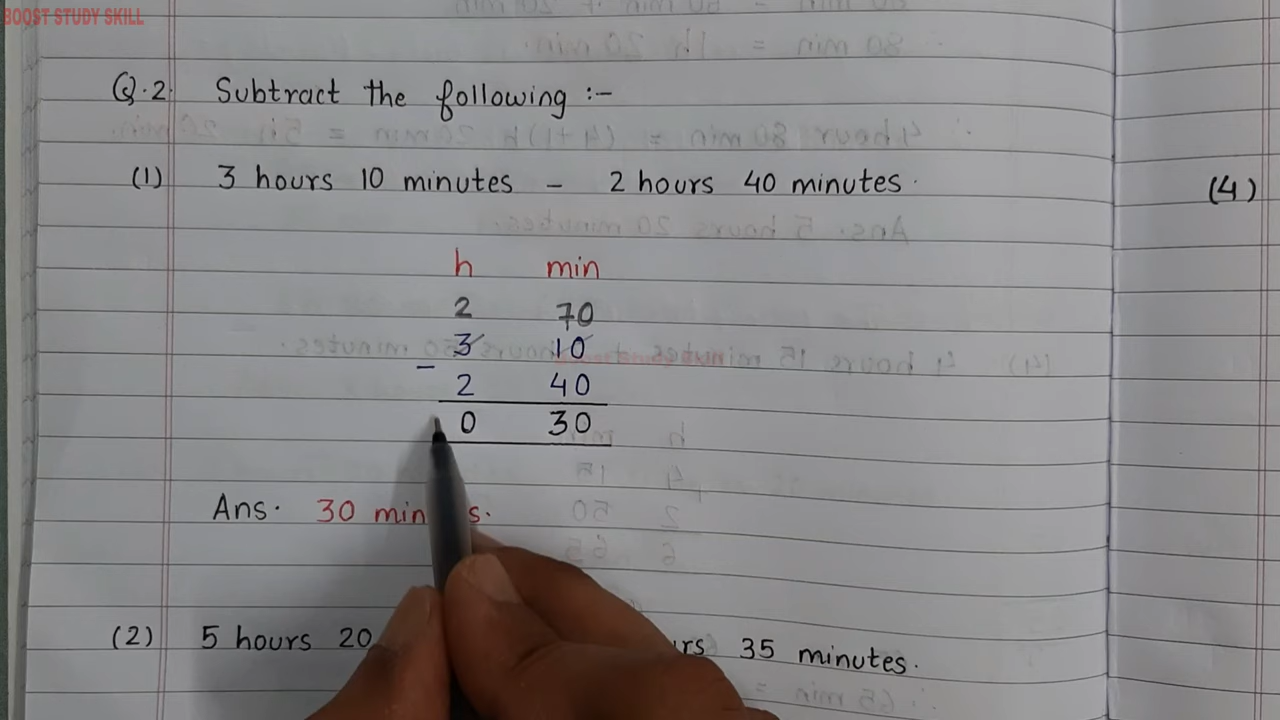 BOOST STUDY SKILL
Q.2. Subtract the following :-
(1) 3 hours 10 minutes - 2 hours 40 minutes.
(4)
h min
2 70
3 10
- 2 40
0 30
Ans. 30
(2) 5 hours 20 35 minutes.